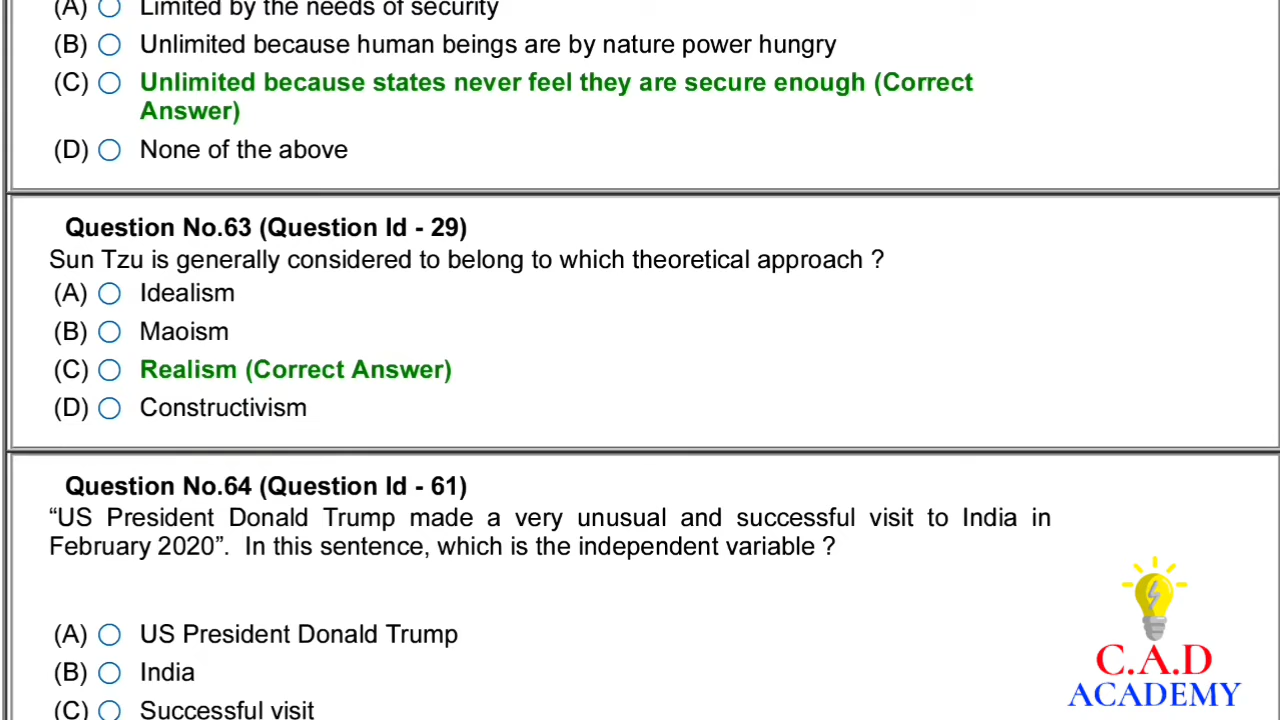 (A) Limited by the needs of security
(B) Unlimited because human beings are by nature power hungry
(C) Unlimited because states never feel they are secure enough (Correct
Answer)
(D) None of the above
Question No.63 (Question Id - 29)
Sun Tzu is generally considered to belong to which theoretical approach ?
(A) Idealism
(B) Maoism
(C) Realism (Correct Answer)
(D) Constructivism
Question No.64 (Question Id - 61)
“US President Donald Trump made a very unusual and successful visit to India in
February 2020”. In this sentence, which is the independent variable ?
(A) US President Donald Trump
(B) India
(C) Successful visit
C.A.D
ACADEMY